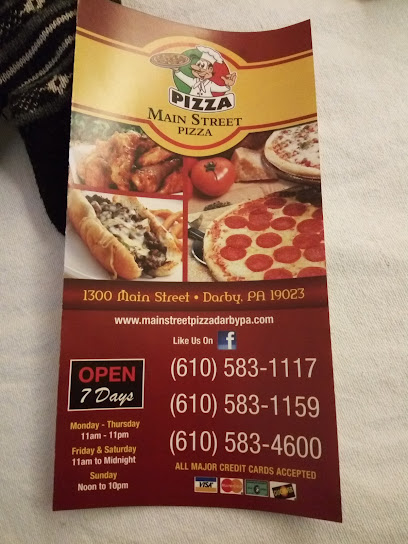 PIZZA
MAIN STREET
PIZZA
1300 Main Street • Darby, PA 19023
www.mainstreetpizzadarbypa.com
Like Us On f
OPEN
7 Days
Monday - Thursday
11am - 11pm
Friday & Saturday
11am to Midnight
Sunday
Noon to 10pm
(610) 583-1117
(610) 583-1159
(610) 583-4600
ALL MAJOR CREDIT CARDS ACCEPTED
VISA